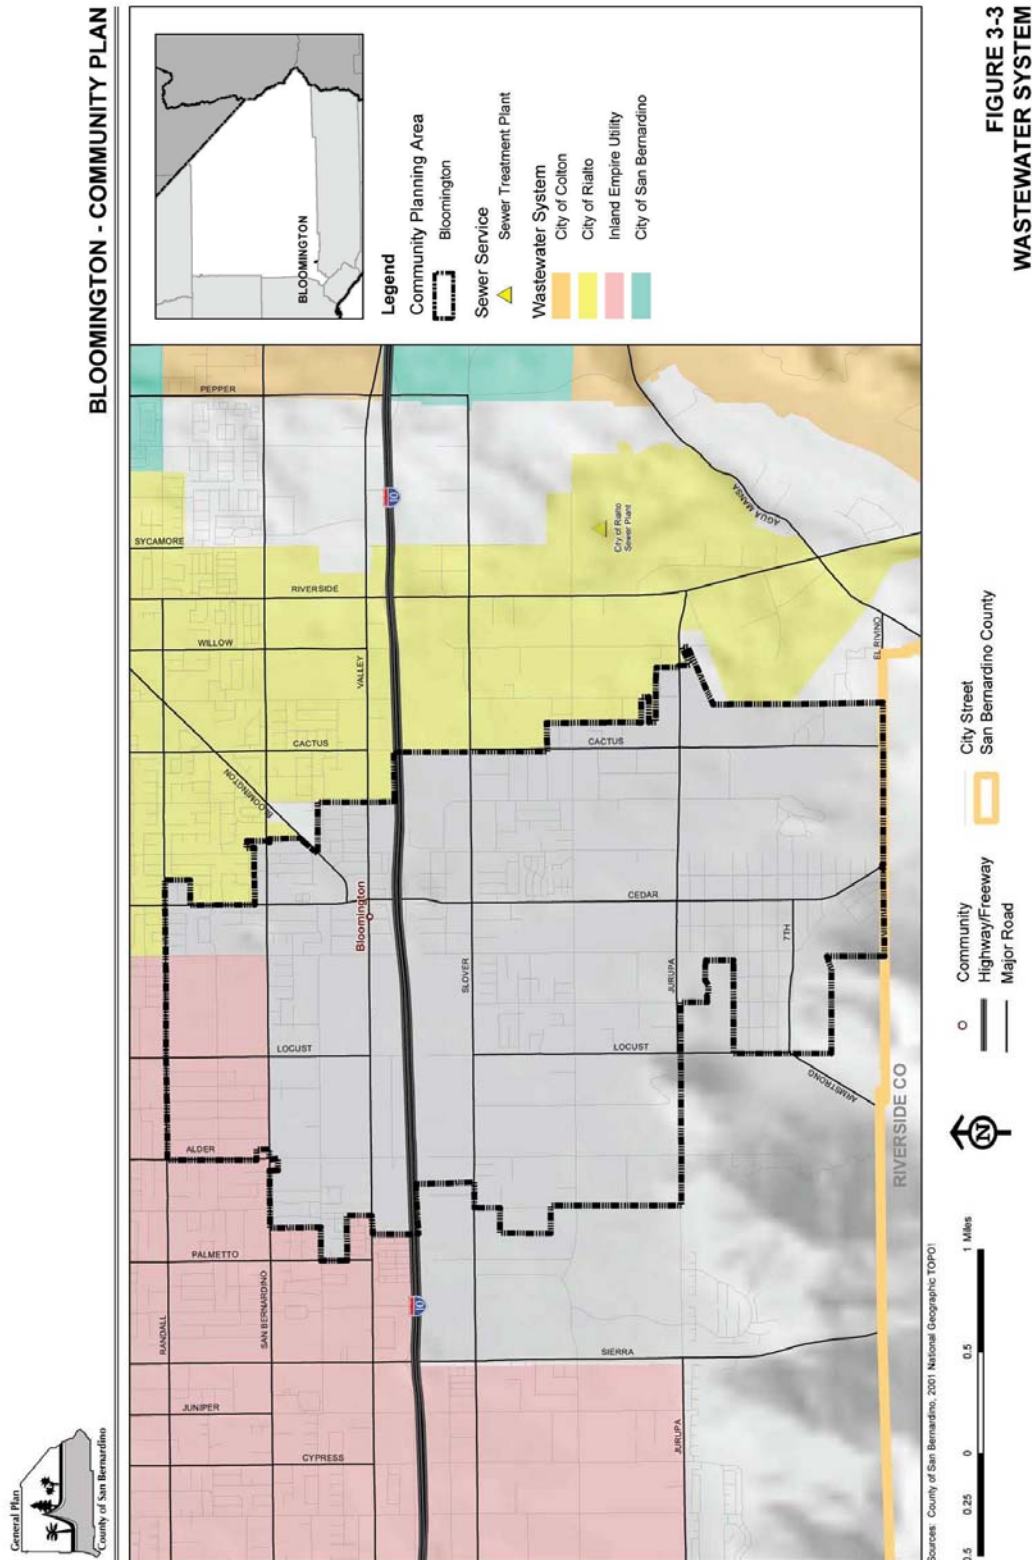 General Plan
County of San Bernardino
BLOOMINGTON - COMMUNITY PLAN
RANDALL
SAN BERNARDINO
JUNIPER
CYPRESS
PALMETTO
ALDER
LOCUST
BLOOMINGTON
CACTUS
WILLOW
RIVERSIDE
SYCAMORE
PEPPER
VALLEY
Bloomington
10
10
SLOVER
CEDAR
CACTUS
LOCUST
SIERRA
JURUPA
JURUPA
7TH
ARMSTRONG
City of Rialto
Sewer Plant
AGUA MANSA
EL RIVINO
RIVERSIDE CO
BLOOMINGTON
Legend
Community Planning Area
Bloomington
Sewer Service
Sewer Treatment Plant
Wastewater System
City of Colton
City of Rialto
Inland Empire Utility
City of San Bernardino
Sources: County of San Bernardino, 2001 National Geographic TOPO!
0.5 0.25 0 0.5 1 Miles
N
Community
Highway/Freeway
Major Road
City Street
San Bernardino County
FIGURE 3-3
WASTEWATER SYSTEM